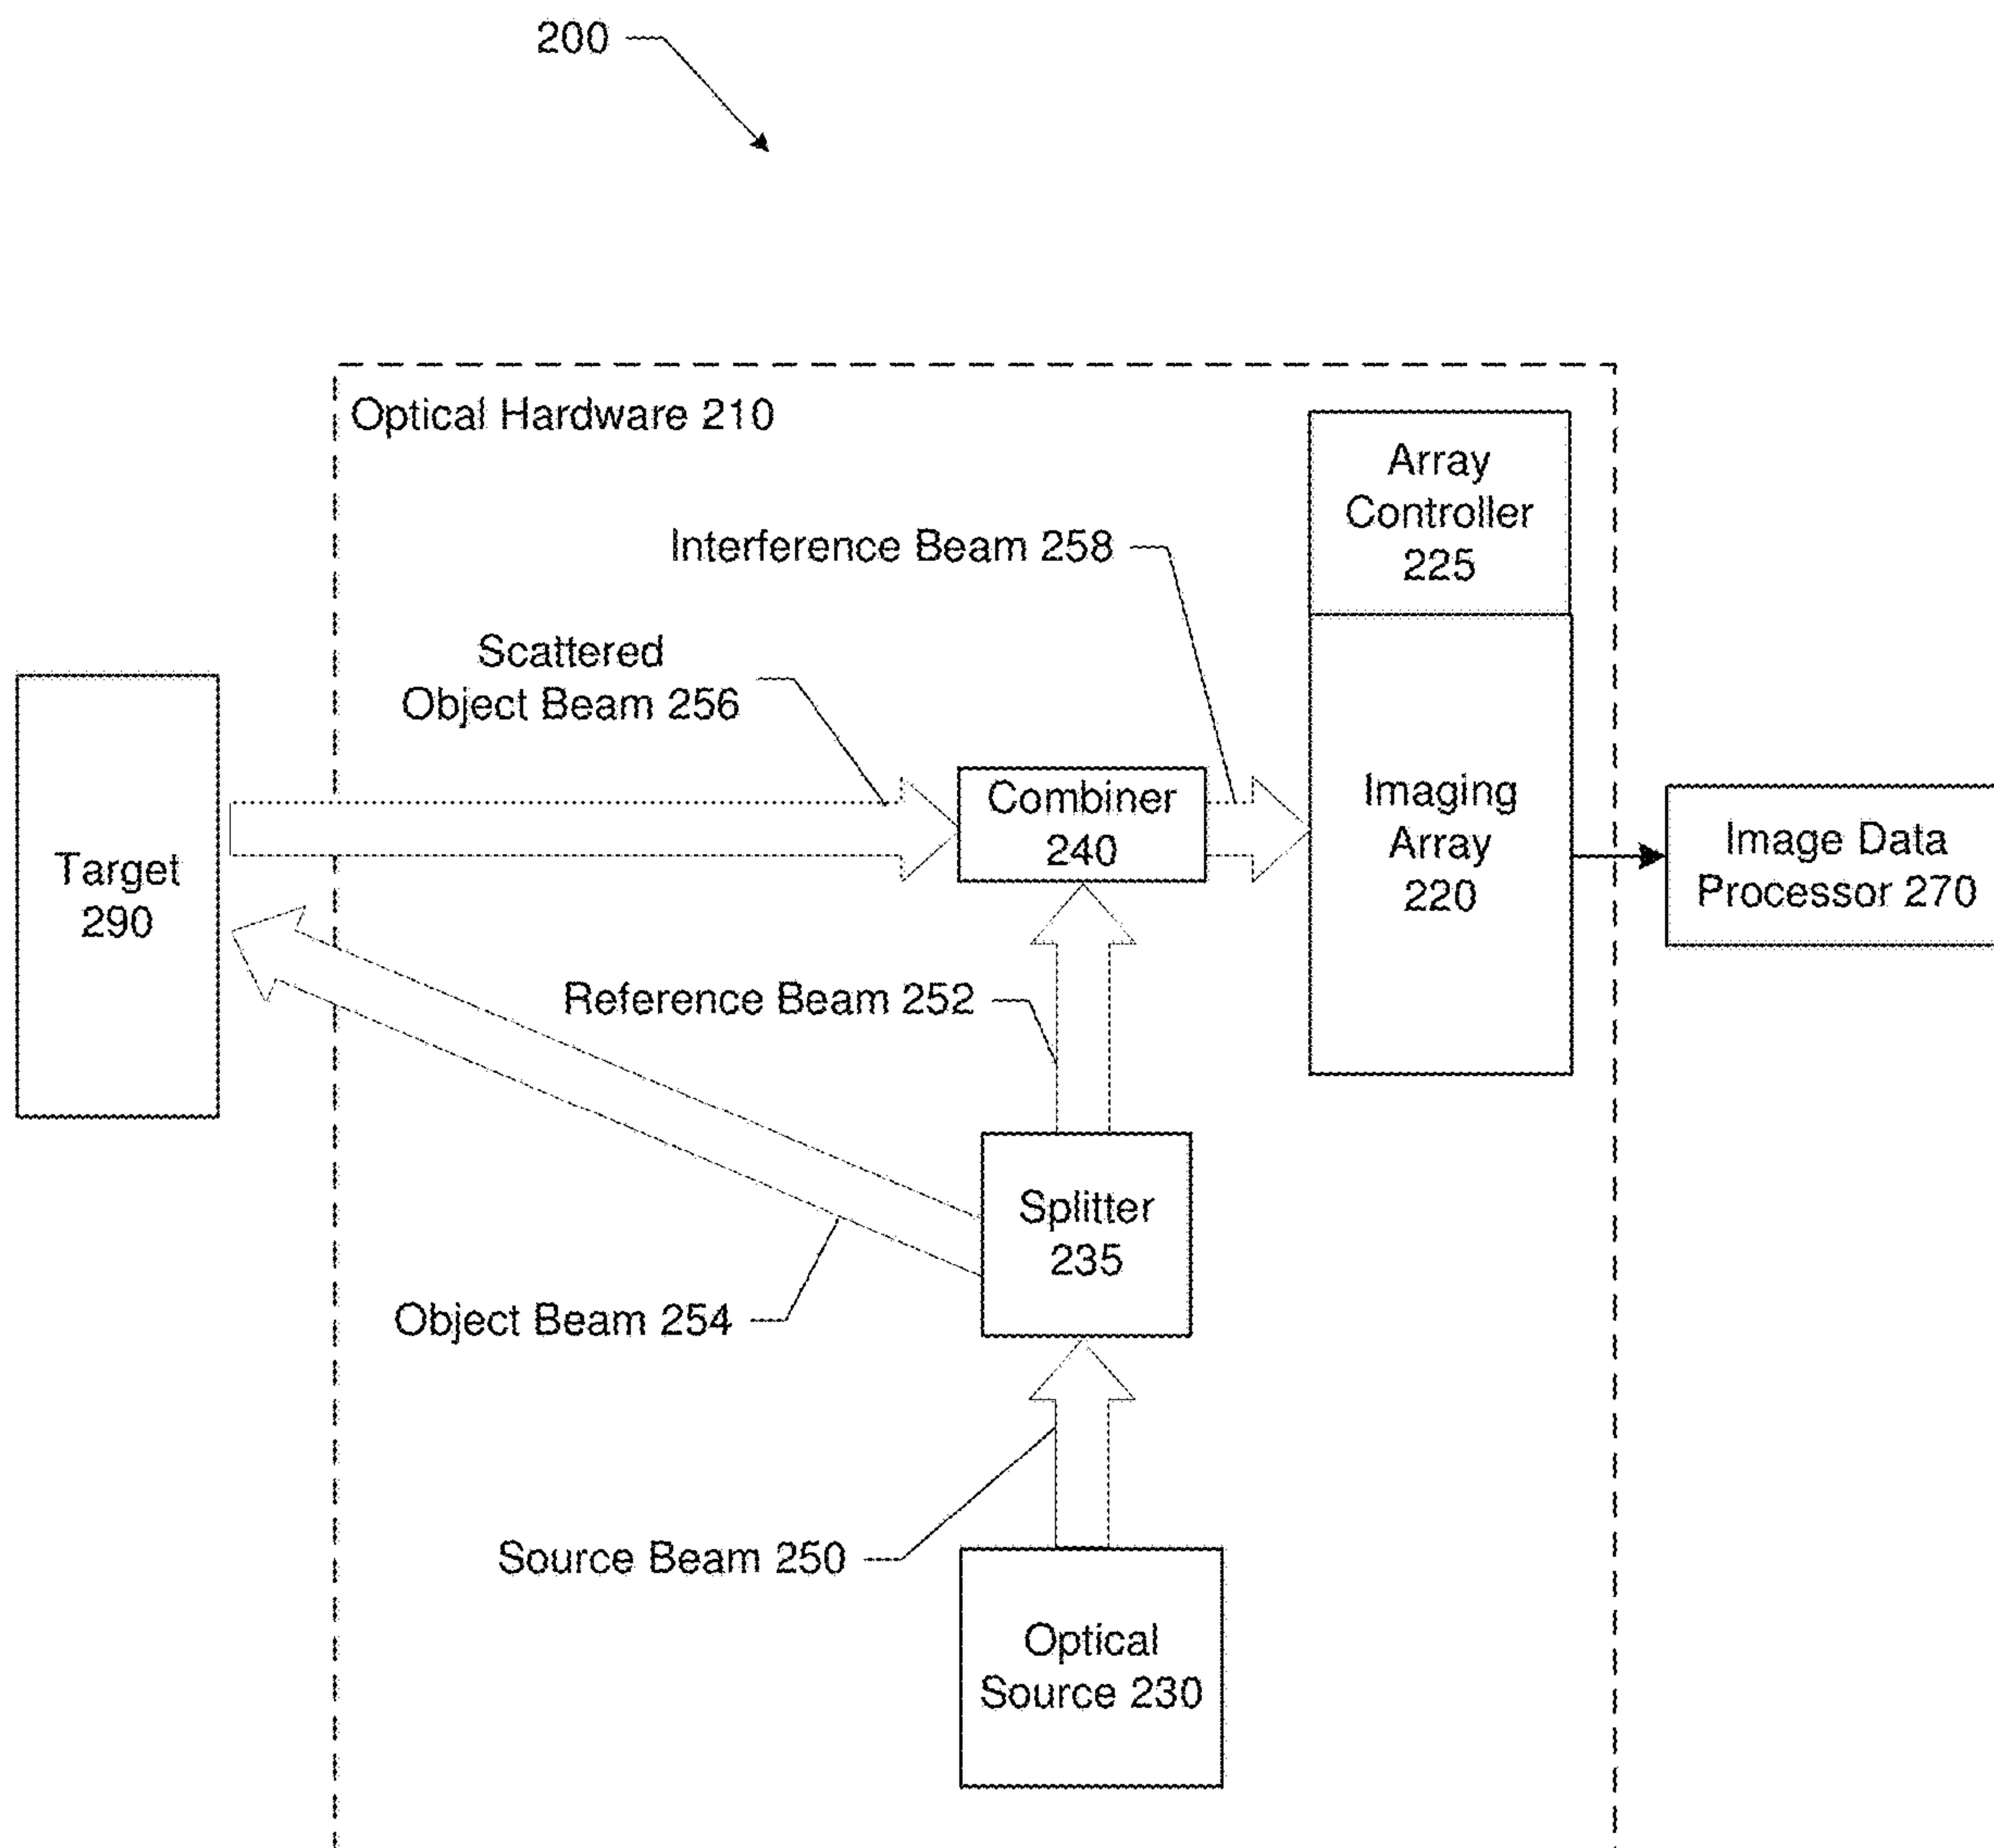 200
Optical Hardware 210
Array
Controller
225
Interference Beam 258
Scattered
Object Beam 256
Target
290
Combiner
240
Imaging
Array
220
Image Data
Processor 270
Reference Beam 252
Splitter
235
Object Beam 254
Source Beam 250
Optical
Source 230